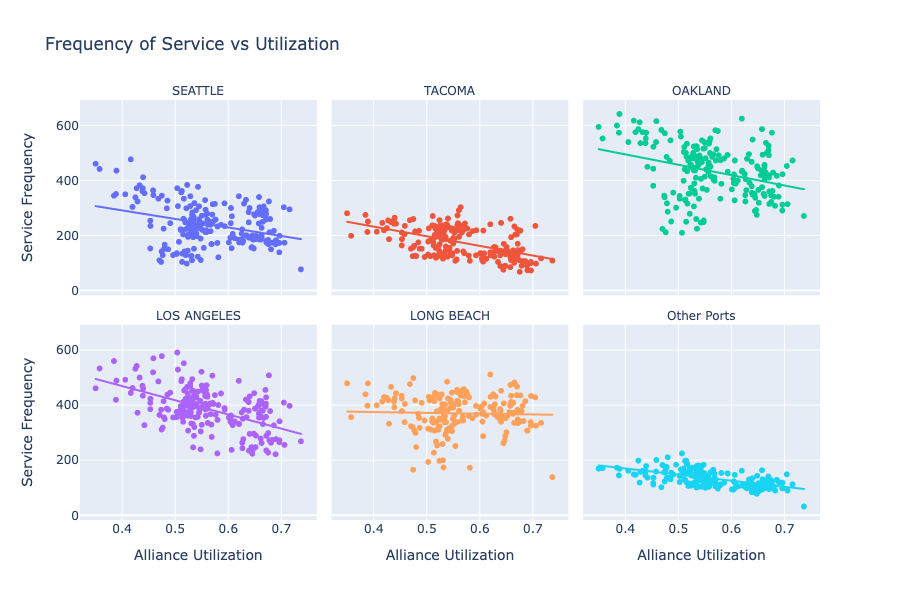 Frequency of Service vs Utilization
SEATTLE
TACOMA
OAKLAND
600
400
200
0
Service Frequency
LOS ANGELES
LONG BEACH
Other Ports
600
400
200
0
Service Frequency
0.4 0.5 0.6 0.7
0.4 0.5 0.6 0.7
0.4 0.5 0.6 0.7
Alliance Utilization
Alliance Utilization
Alliance Utilization